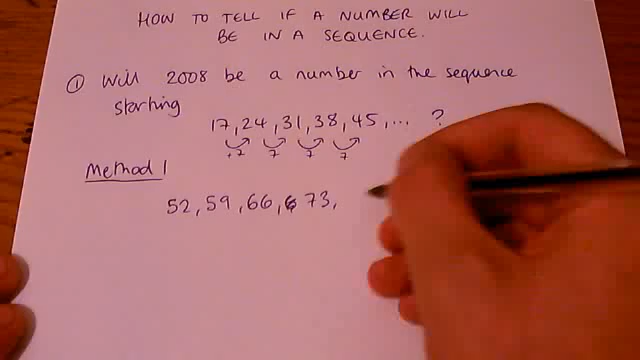 HOW TO TELL IF A NUMBER WILL
BE IN A SEQUENCE.
① Will 2008 be a number in the sequence
starting
17, 24, 31, 38, 45, ... ?
+7 7 7 7
Method 1
52, 59, 66, 6 73,